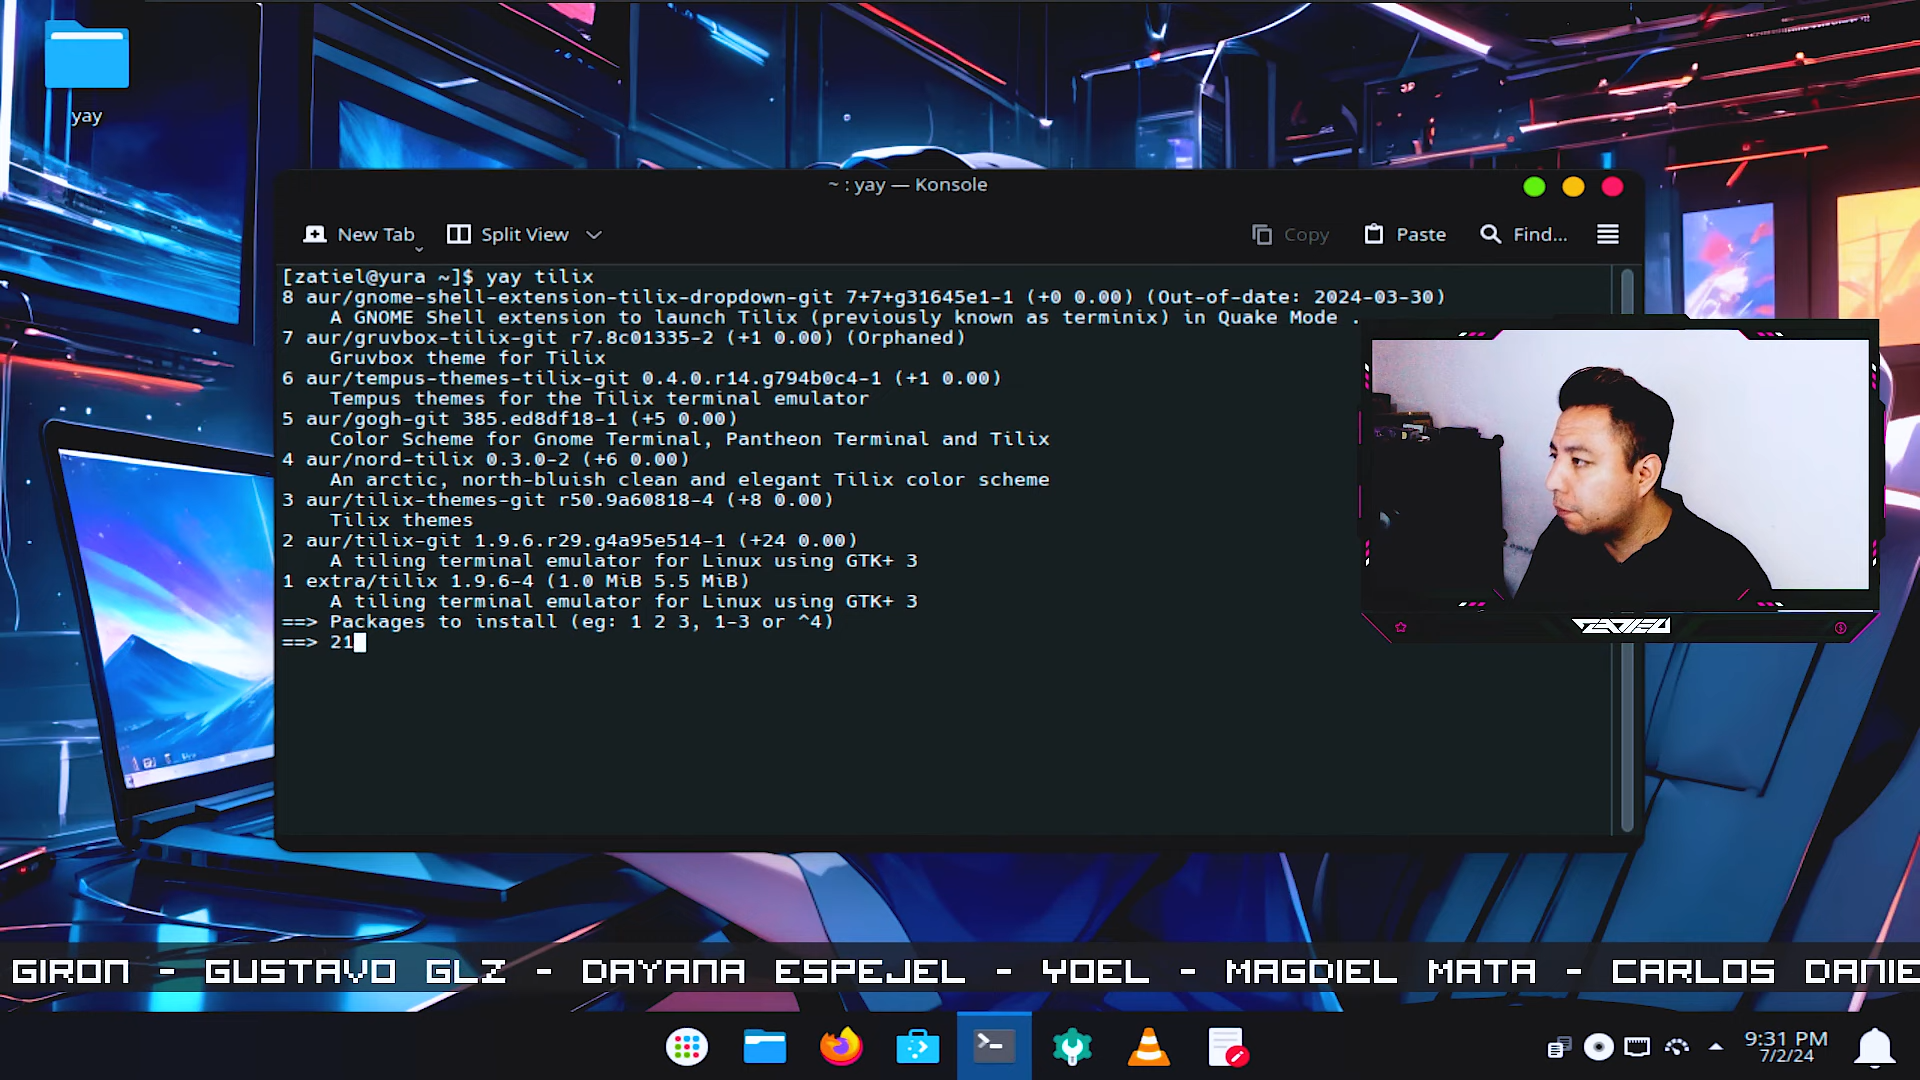 yay
~ : yay — Konsole
New Tab
Split View
Copy
Paste
Find...
[zatiel@yura ~]$ yay tilix
8 aur/gnome-shell-extension-tilix-dropdown-git 7+7+g31645e1-1 (+0 0.00) (Out-of-date: 2024-03-30)
A GNOME Shell extension to launch Tilix (previously known as terminix) in Quake Mode .
7 aur/gruvbox-tilix-git r7.8c01335-2 (+1 0.00) (Orphaned)
Gruvbox theme for Tilix
6 aur/tempus-themes-tilix-git 0.4.0.r14.g794b0c4-1 (+1 0.00)
Tempus themes for the Tilix terminal emulator
5 aur/gogh-git 385.ed8df18-1 (+5 0.00)
Color Scheme for Gnome Terminal, Pantheon Terminal and Tilix
4 aur/nord-tilix 0.3.0-2 (+6 0.00)
An arctic, north-bluish clean and elegant Tilix color scheme
3 aur/tilix-themes-git r50.9a60818-4 (+8 0.00)
Tilix themes
2 aur/tilix-git 1.9.6.r29.g4a95e514-1 (+24 0.00)
A tiling terminal emulator for Linux using GTK+ 3
1 extra/tilix 1.9.6-4 (1.0 MiB 5.5 MiB)
A tiling terminal emulator for Linux using GTK+ 3
==> Packages to install (eg: 1 2 3, 1-3 or ^4)
==> 21
GIRON - GUSTAVO GLZ - DAYANA ESPEJEL - YOEL - MAGDIEL MATA - CARLOS DANIE
9:31 PM
7/2/24